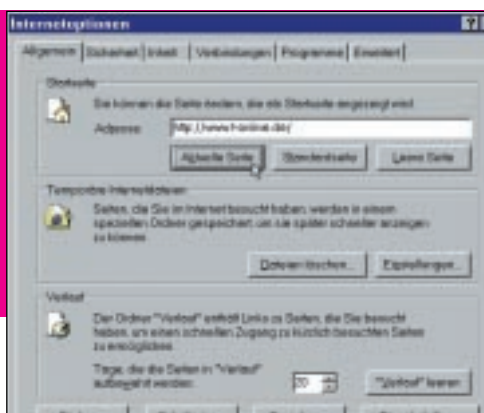 Internetoptionen
Allgemein Sicherheit Inhalt Verbindungen Programme Erweitert
Startseite
Sie können die Seite ändern, die als Startseite angezeigt wird.
Adresse: http://www.t-online.de/
Aktuelle Seite Standardseite Leere Seite
Temporäre Internetdateien
Seiten, die Sie im Internet besucht haben, werden in einem
speziellen Ordner gespeichert, um sie später schneller anzeigen
zu können.
Dateien löschen... Einstellungen...
Verlauf
Der Ordner "Verlauf" enthält Links zu Seiten, die Sie besucht
haben, um einen schnellen Zugang zu kürzlich besuchten Seiten
zu ermöglichen.
Tage, die die Seiten in "Verlauf"
aufbewahrt werden: 20 "Verlauf" leeren